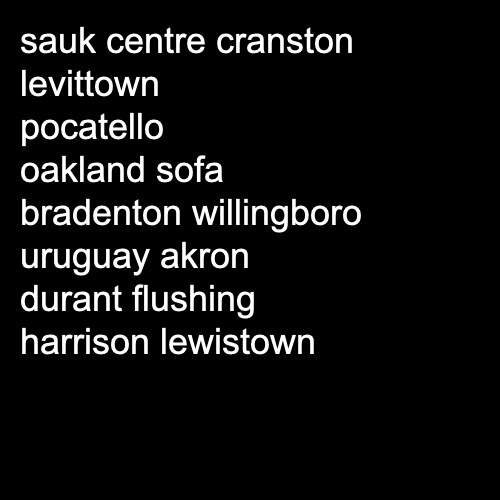 sauk centre cranston
levittown
pocatello
oakland sofa
bradenton willingboro
uruguay akron
durant flushing
harrison lewistown